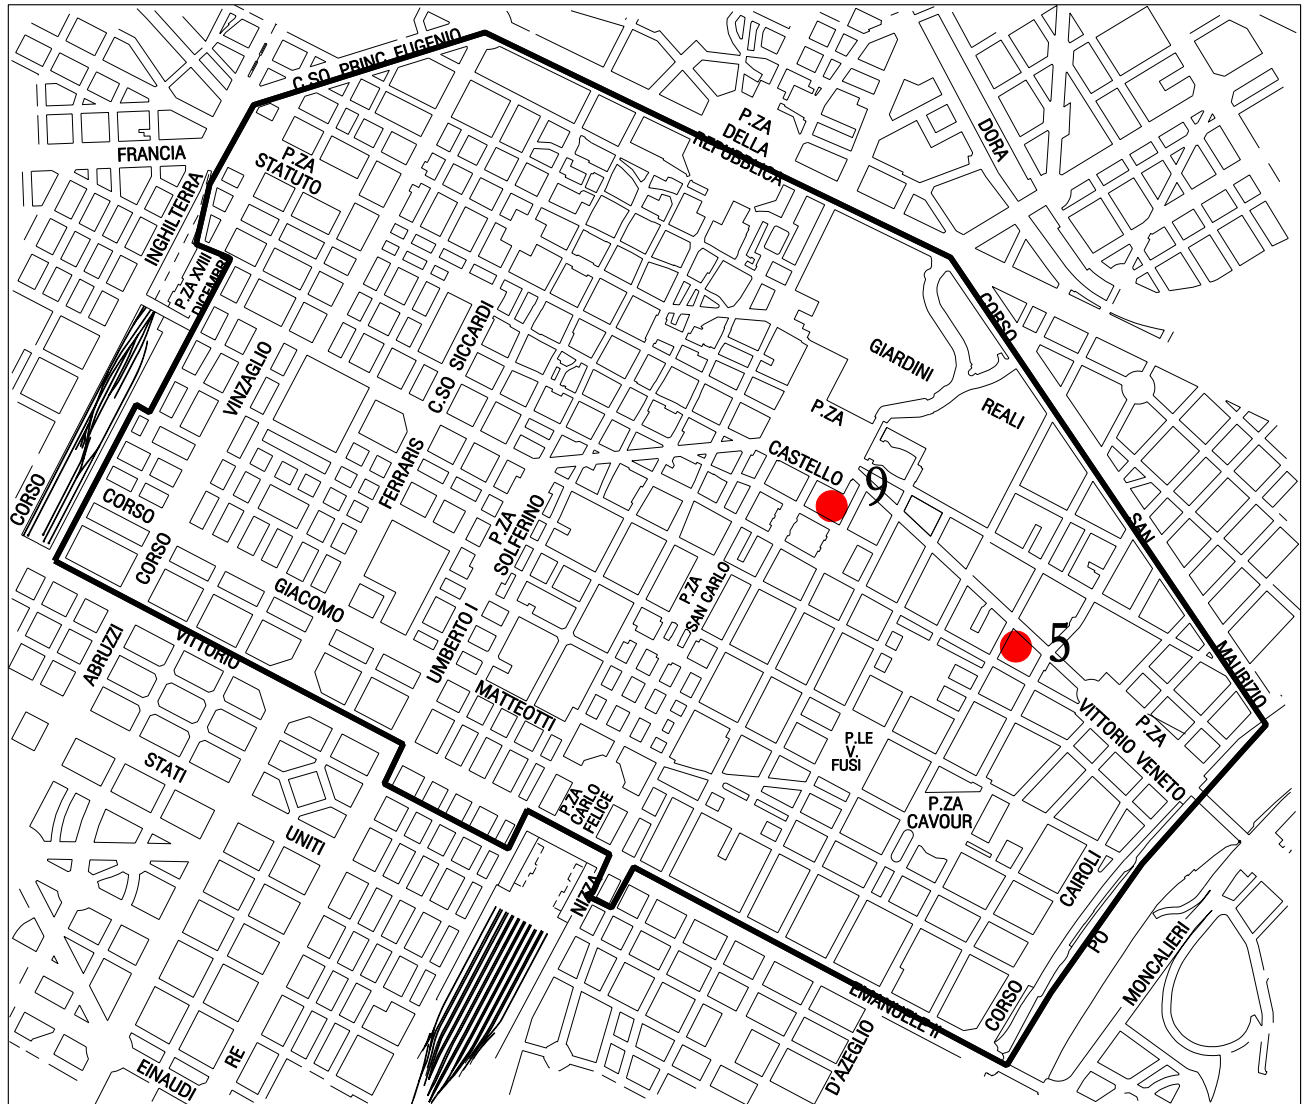 C.SO PRINC. EUGENIO
P.ZA
DELLA
REPUBBLICA
DORA
FRANCIA
P.ZA
STATUTO
INGHILTERRA
P.ZA XVIII
DICEMBR
CORSO
GIARDINI
REALI
C.SO SICCARDI
VINZAGLIO
P.ZA
CASTELLO
9
FERRARIS
CORSO
CORSO
CORSO
P.ZA
SOLFERINO
SAN
GIACOMO
P.ZA
SAN CARLO
5
ABRUZZI
VITTORIO
UMBERTO I
MAURIZIO
MATTEOTTI
VITTORIO VENETO
P.ZA
STATI
P.LE
V.
FUSI
P.ZA
CARLO
FELICE
P.ZA
CAVOUR
UNITI
NIZZA
CAIROLI
PO
MONCALIERI
EMANUELE II
CORSO
RE
EINAUDI
D'AZEGLIO